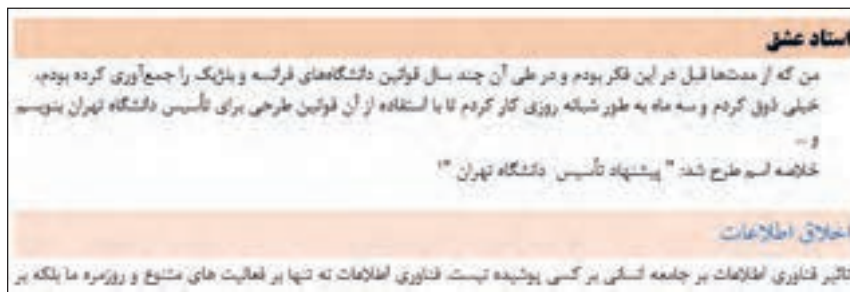 استاد عشق
من که از مدت‌ها قبل در این فکر بودم و در طی آن چند سال قوانین دانشگاه‌های فرانسه و بلژیک را جمع‌آوری کرده بودم،
خیلی ذوق کردم و سه ماه به طور شبانه روزی کار کردم تا با استفاده از آن قوانین طرحی برای تأسیس دانشگاه تهران بنویسم
و ...
خلاصه اسم طرح شد: " پیشنهاد تأسیس دانشگاه تهران "۱
اخلاق اطلاعات
تاثیر فناوری اطلاعات بر جامعه انسانی بر کسی پوشیده نیست. فناوری اطلاعات نه تنها بر فعالیت های متنوع و روزمره ما بلکه بر